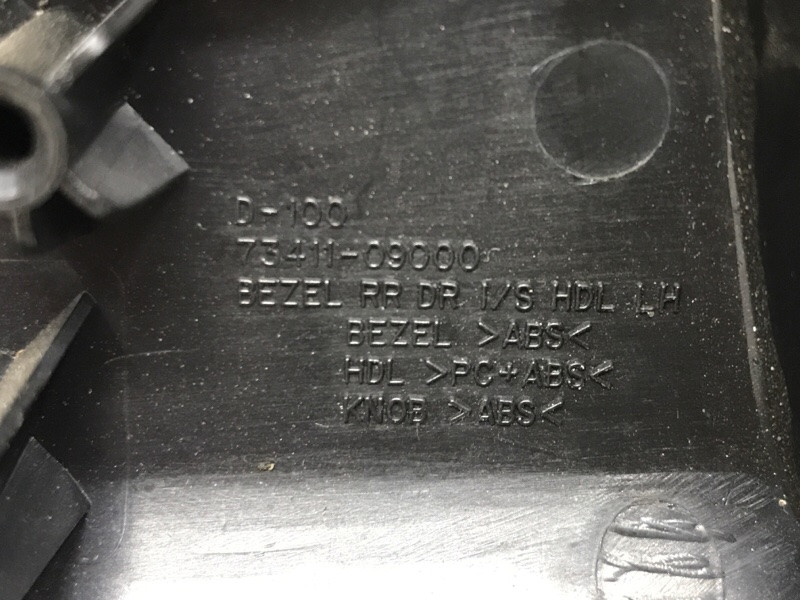 D-100
73411-09000
BEZEL RR DR I/S HDL LH
BEZEL >ABS<
HDL >PC+ABS<
KNOB >ABS<